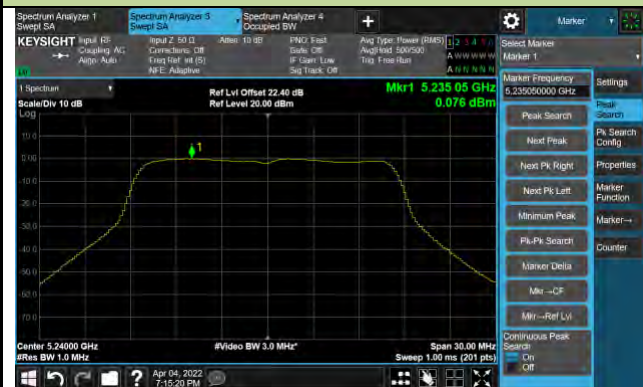 Spectrum Analyzer 1
Swept SA
Spectrum Analyzer 3
Swept SA
Spectrum Analyzer 4
Occupied BW
+
Marker
KEYSIGHT
Input: RF
Coupling: AC
Align: Auto
Input Z: 50 Ω
Corrections: Off
Freq Ref: Int (S)
NFE: Adaptive
Atten: 10 dB
PNO: Fast
Gate: Off
IF Gain: Low
Sig Track: Off
Avg Type: Power (RMS)
Avg|Hold: 500/500
Trig: Free Run
A W W W W W
A N N N N N
Select Marker
Marker 1
Marker Frequency
5.235050000 GHz
Settings
Peak Search
Next Peak
Next Pk Right
Next Pk Left
Minimum Peak
Pk-Pk Search
Marker Delta
Mkr→CF
Mkr→Ref Lvl
Continuous Peak
Search
On
Off
Peak
Search
Pk Search
Config
Properties
Marker
Function
Marker→
Counter
1 Spectrum
Scale/Div 10 dB
Log
Ref Lvl Offset 22.40 dB
Ref Level 20.00 dBm
Mkr1 5.235 05 GHz
0.076 dBm
1
10.0
0.00
-10.0
-20.0
-30.0
-40.0
-50.0
-60.0
-70.0
Center 5.24000 GHz
#Res BW 1.0 MHz
#Video BW 3.0 MHz*
Span 30.00 MHz
Sweep 1.00 ms (201 pts)
?
Apr 04, 2022
7:15:20 PM